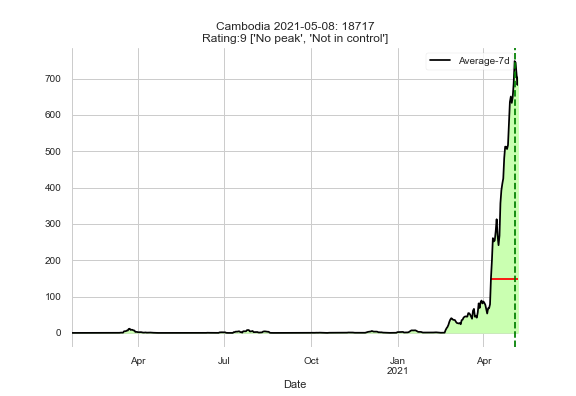 Cambodia 2021-05-08: 18717
Rating:9 ['No peak', 'Not in control']
Average-7d
700
600
500
400
300
200
100
0
Apr
Jul
Oct
Jan
2021
Apr
Date